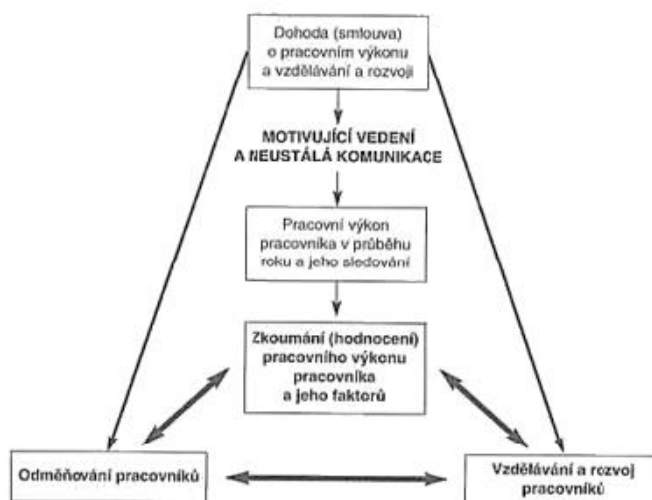 Dohoda (smlouva)
o pracovním výkonu
a vzdělávání a rozvoji
MOTIVUJÍCÍ VEDENÍ
A NEUSTÁLÁ KOMUNIKACE
Pracovní výkon
pracovníka v průběhu
roku a jeho sledování
Zkoumání (hodnocení)
pracovního výkonu
pracovníka
a jeho faktorů
Odměňování pracovníků
Vzdělávání a rozvoj
pracovníků